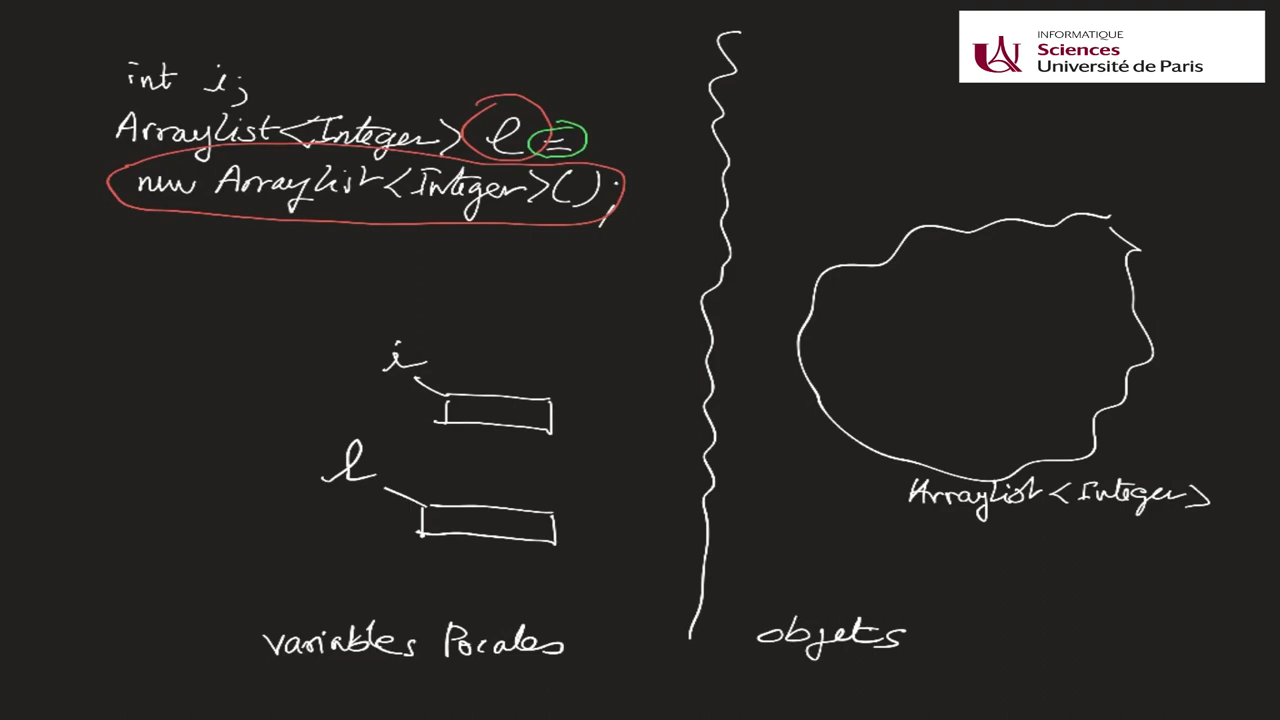 INFORMATIQUE
Sciences
Université de Paris
int i;
ArrayList<Integer> l =
new ArrayList<Integer>();
i
l
ArrayList<Integer>
variables locales
objets